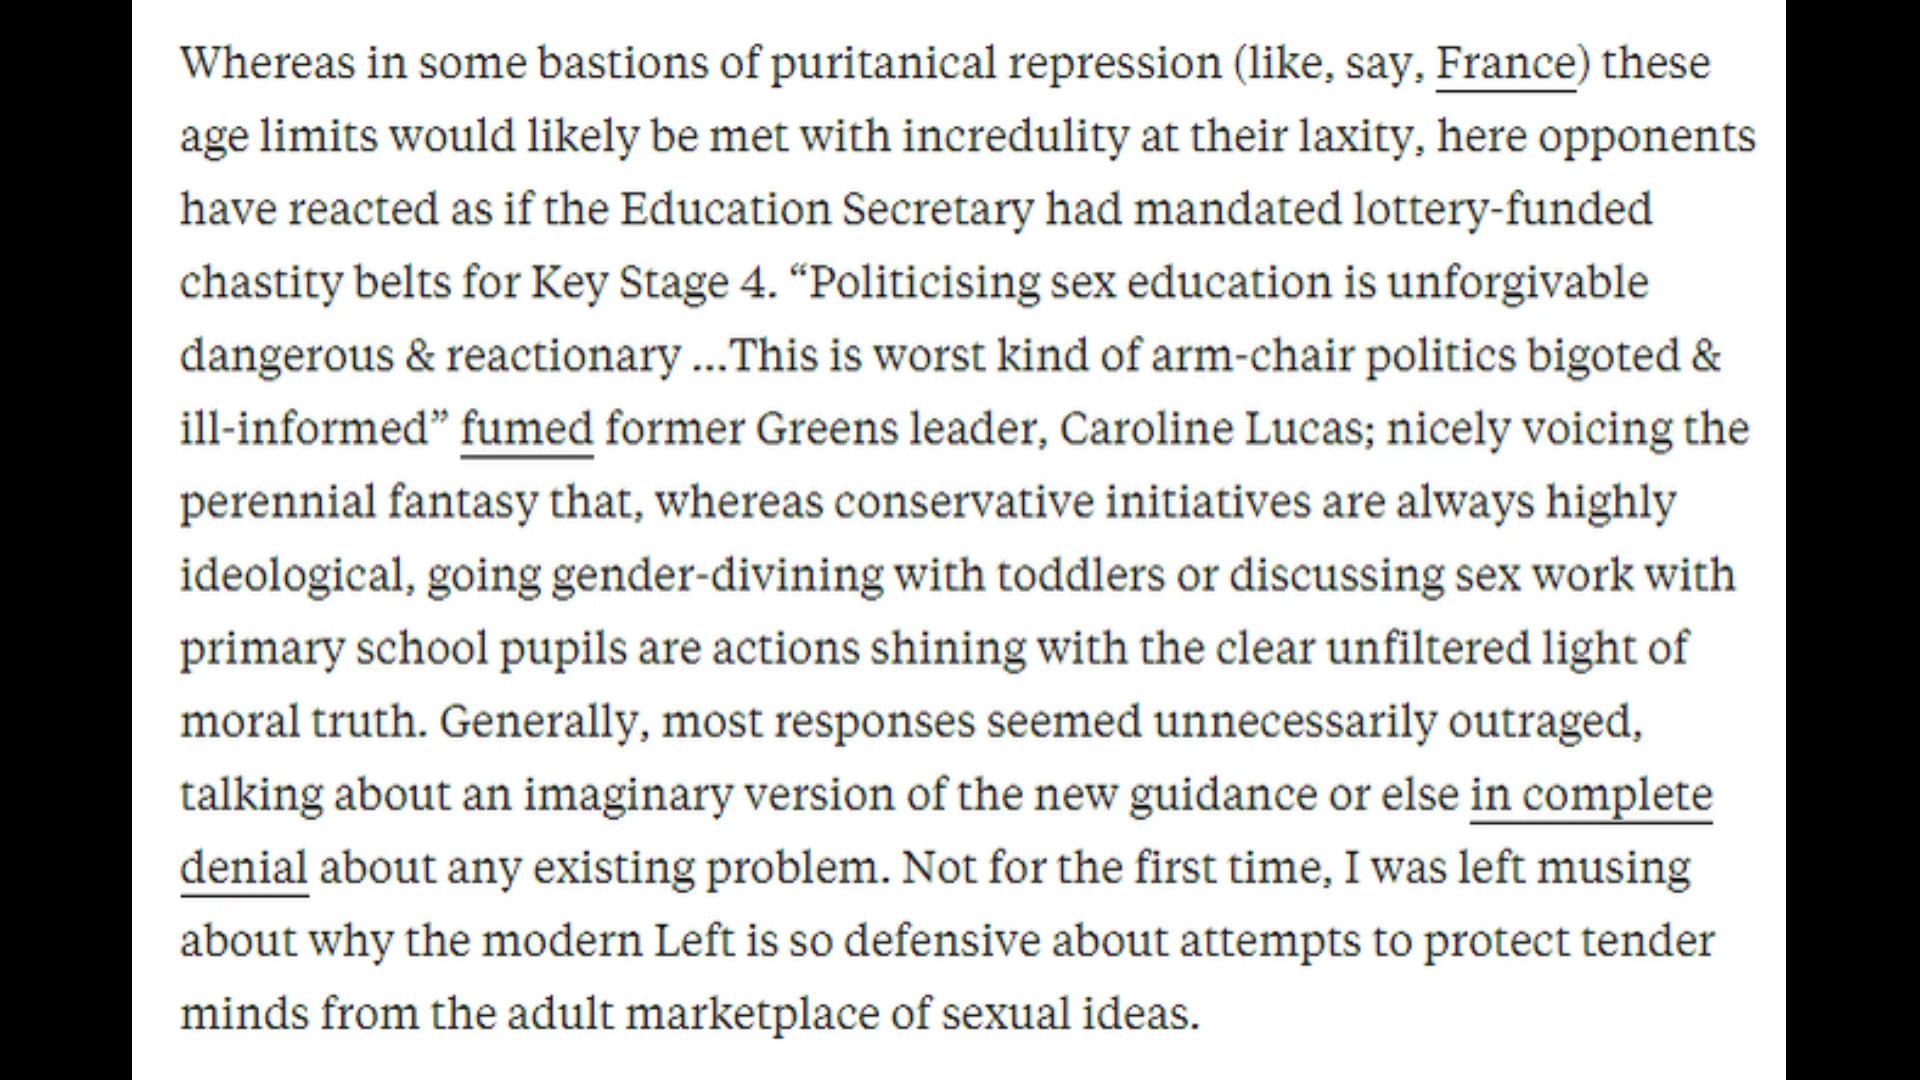 Whereas in some bastions of puritanical repression (like, say, France) these
age limits would likely be met with incredulity at their laxity, here opponents
have reacted as if the Education Secretary had mandated lottery-funded
chastity belts for Key Stage 4. “Politicising sex education is unforgivable
dangerous & reactionary ...This is worst kind of arm-chair politics bigoted &
ill-informed” fumed former Greens leader, Caroline Lucas; nicely voicing the
perennial fantasy that, whereas conservative initiatives are always highly
ideological, going gender-divining with toddlers or discussing sex work with
primary school pupils are actions shining with the clear unfiltered light of
moral truth. Generally, most responses seemed unnecessarily outraged,
talking about an imaginary version of the new guidance or else in complete
denial about any existing problem. Not for the first time, I was left musing
about why the modern Left is so defensive about attempts to protect tender
minds from the adult marketplace of sexual ideas.